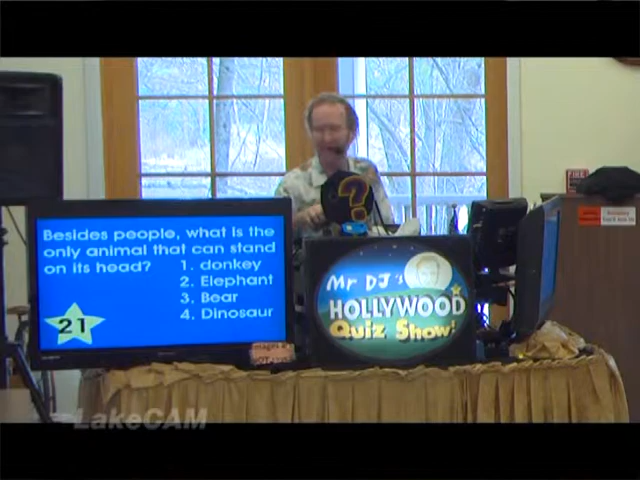 Besides people, what is the
only animal that can stand
on its head?
1. donkey
2. Elephant
3. Bear
4. Dinosaur
21
?
Mr DJ's
HOLLYWOOD
Quiz Show!
FIRE
LakeCAM